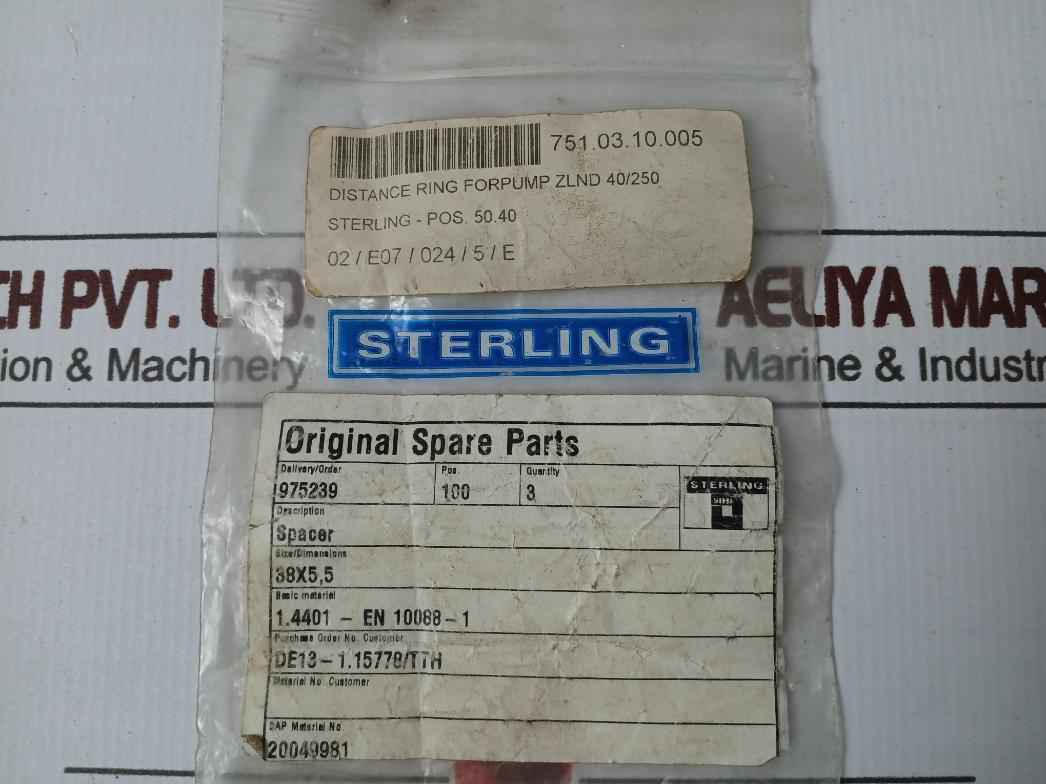 751.03.10.005
DISTANCE RING FORPUMP ZLND 40/250
STERLING - POS. 50.40
02 / E07 / 024 / 5 / E
CH PVT. LTD. AELIYA MAR
ion & Machinery Marine & Industr
STERLING
Original Spare Parts
Delivery/Order Pos. Quantity
975239 100 3
STERLING
SIHI
Description
Spacer
Size/Dimensions
38X5,5
Basic material
1.4401 - EN 10088-1
Purchase Order No. Customer
DE13-1.15778/TTH
Material No. Customer
SAP Material No
20049981